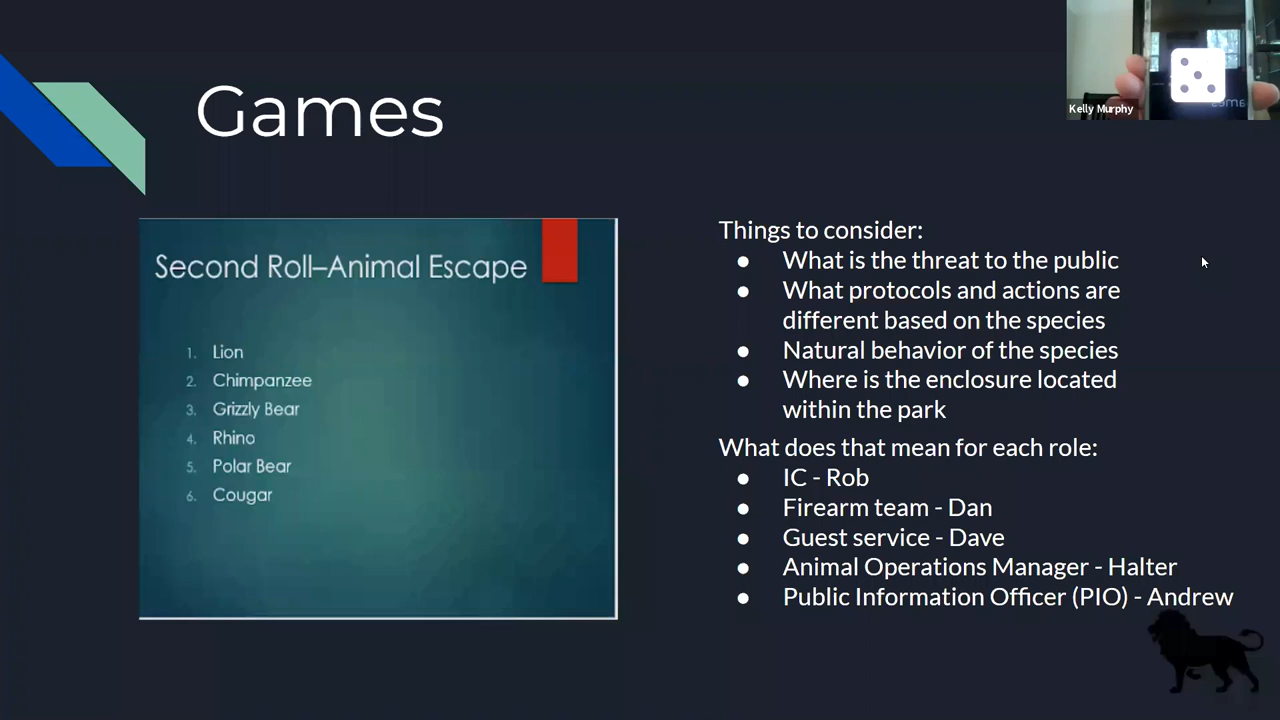 Kelly Murphy
Games
Second Roll–Animal Escape
1. Lion
2. Chimpanzee
3. Grizzly Bear
4. Rhino
5. Polar Bear
6. Cougar
Things to consider:
● What is the threat to the public
● What protocols and actions are
different based on the species
● Natural behavior of the species
● Where is the enclosure located
within the park
What does that mean for each role:
● IC - Rob
● Firearm team - Dan
● Guest service - Dave
● Animal Operations Manager - Halter
● Public Information Officer (PIO) - Andrew